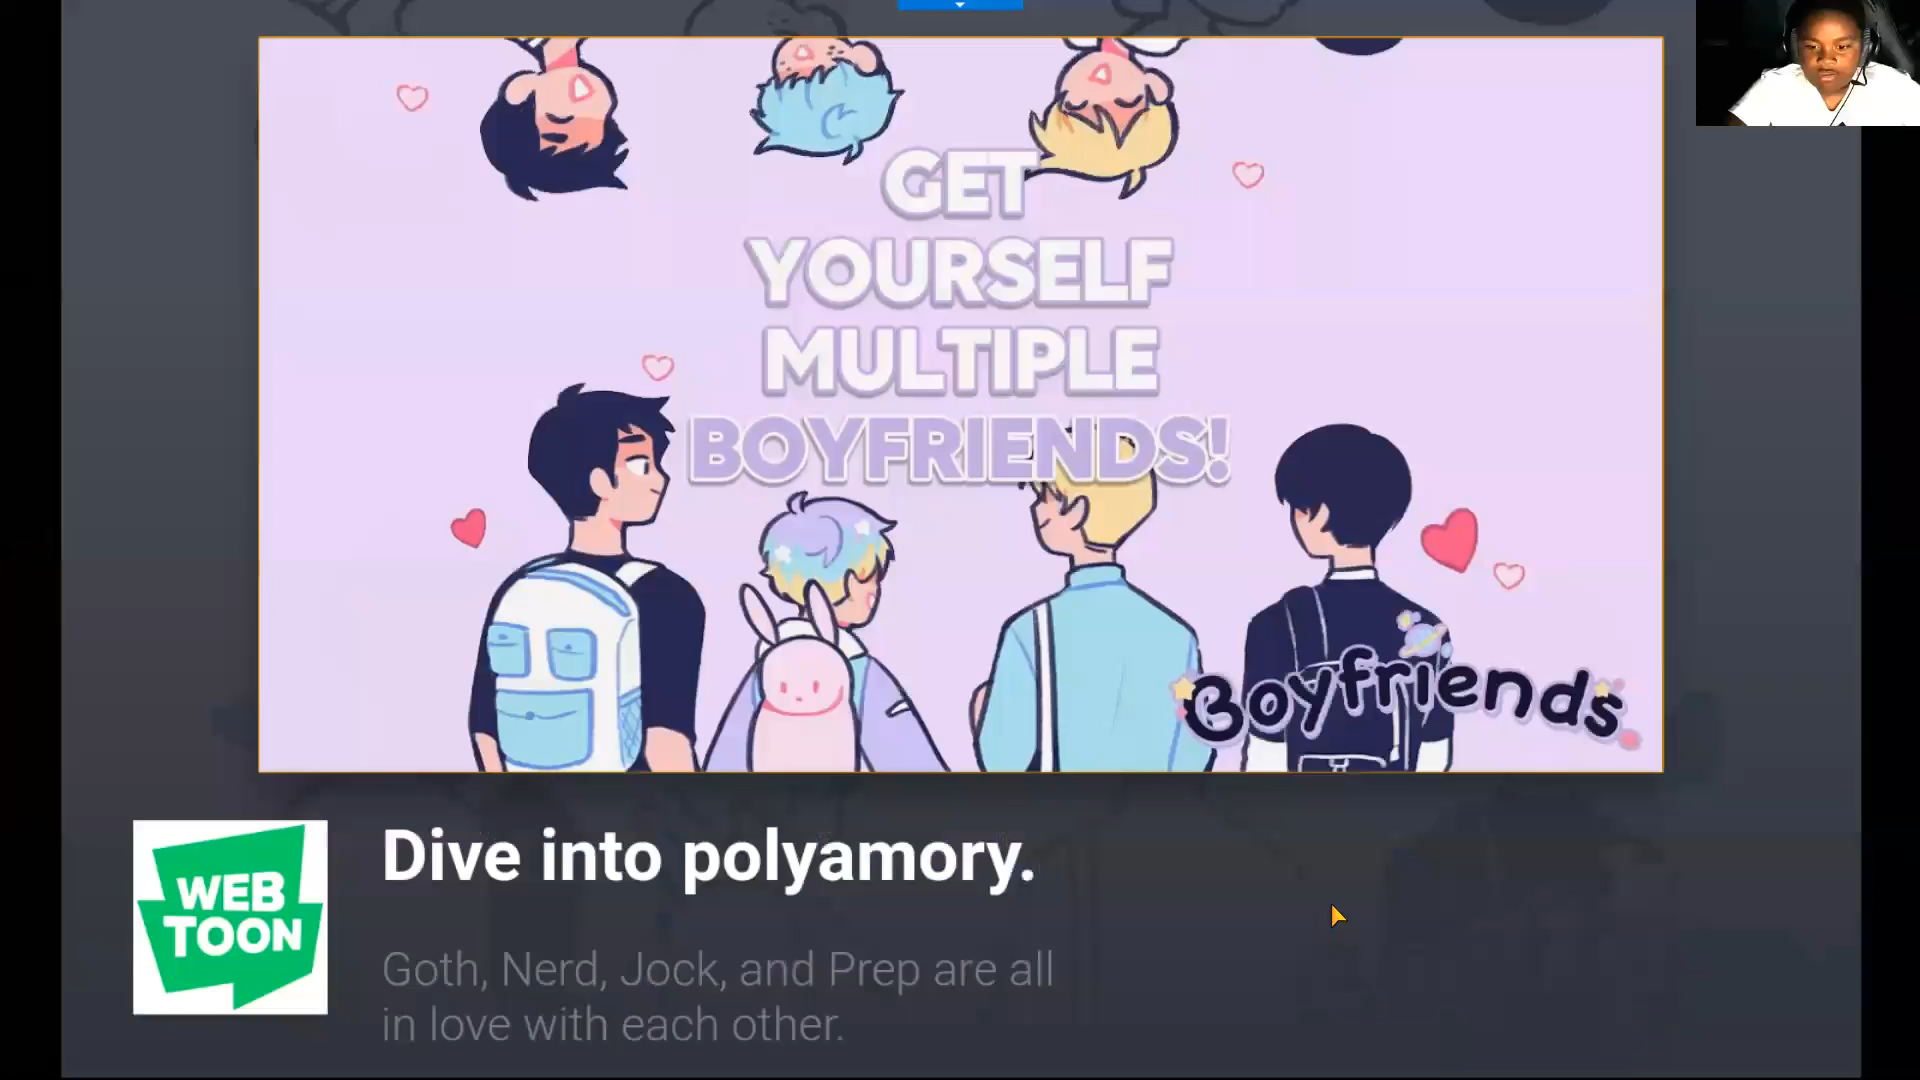 GET
YOURSELF
MULTIPLE
BOYFRIENDS!
Boyfriends.
WEB
TOON
Dive into polyamory.
Goth, Nerd, Jock, and Prep are all
in love with each other.